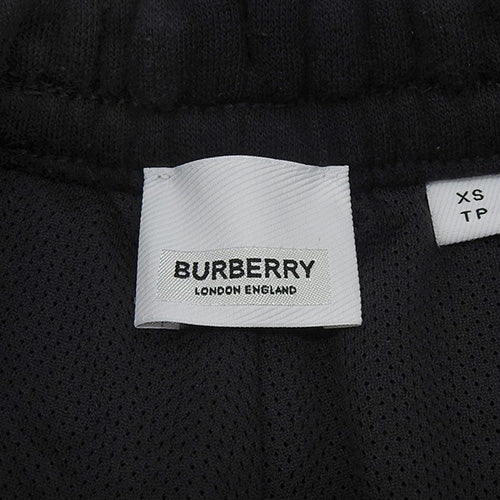 BURBERRY
LONDON ENGLAND
XS
TP